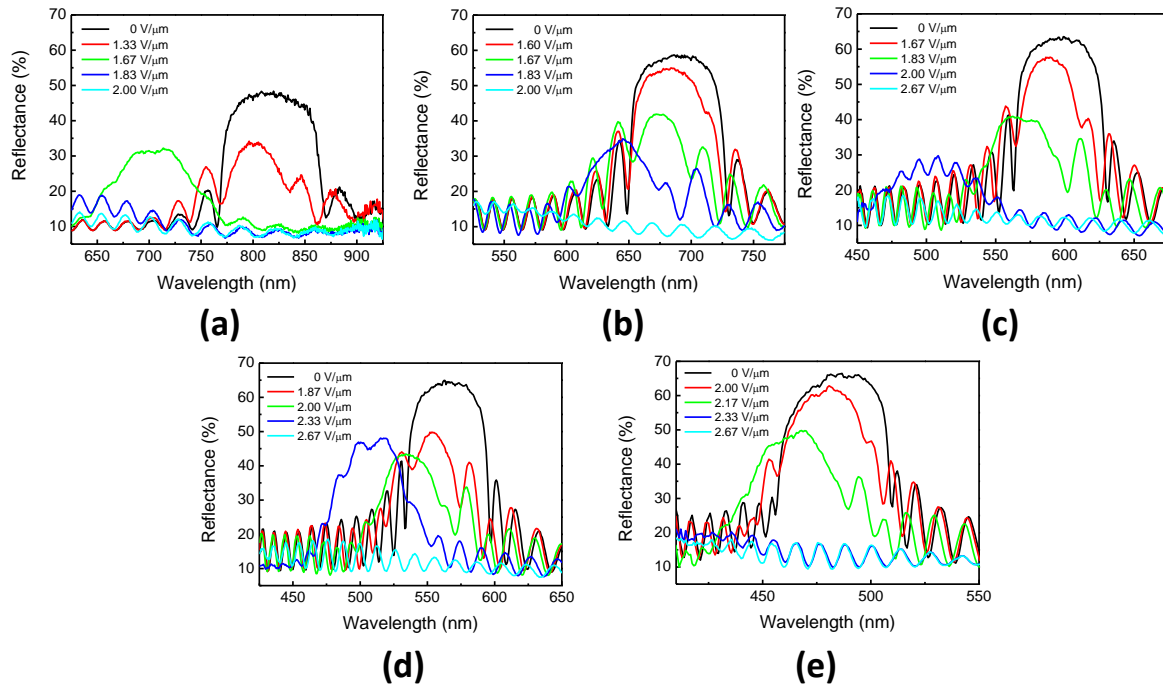 70
60
50
40
30
20
10
Reflectance (%)
0 V/μm
1.33 V/μm
1.67 V/μm
1.83 V/μm
2.00 V/μm
650 700 750 800 850 900
Wavelength (nm)
(a)
70
60
50
40
30
20
10
Reflectance (%)
0 V/μm
1.60 V/μm
1.67 V/μm
1.83 V/μm
2.00 V/μm
550 600 650 700 750
Wavelength (nm)
(b)
70
60
50
40
30
20
10
Reflectance (%)
0 V/μm
1.67 V/μm
1.83 V/μm
2.00 V/μm
2.67 V/μm
450 500 550 600 650
Wavelength (nm)
(c)
70
60
50
40
30
20
10
Reflectance (%)
0 V/μm
1.87 V/μm
2.00 V/μm
2.33 V/μm
2.67 V/μm
450 500 550 600 650
Wavelength (nm)
(d)
70
60
50
40
30
20
10
Reflectance (%)
0 V/μm
2.00 V/μm
2.17 V/μm
2.33 V/μm
2.67 V/μm
450 500 550
Wavelength (nm)
(e)